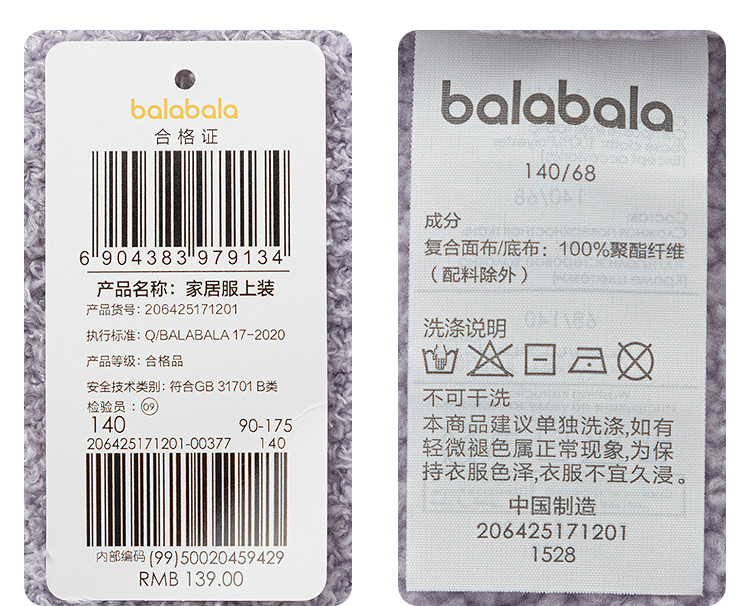 balabala
合格证
6 904383 979134
产品名称：家居服上装
产品货号：206425171201
执行标准：Q/BALABALA 17-2020
产品等级：合格品
安全技术类别：符合GB 31701 B类
检验员：09
140 90-175
206425171201-00377 140
内部编码 (99)50020459429
RMB 139.00
balabala
140/68
成分
复合面布/底布：100%聚酯纤维
（配料除外）
洗涤说明
不可干洗
本商品建议单独洗涤,如有
轻微褪色属正常现象,为保
持衣服色泽,衣服不宜久浸。
中国制造
206425171201
1528